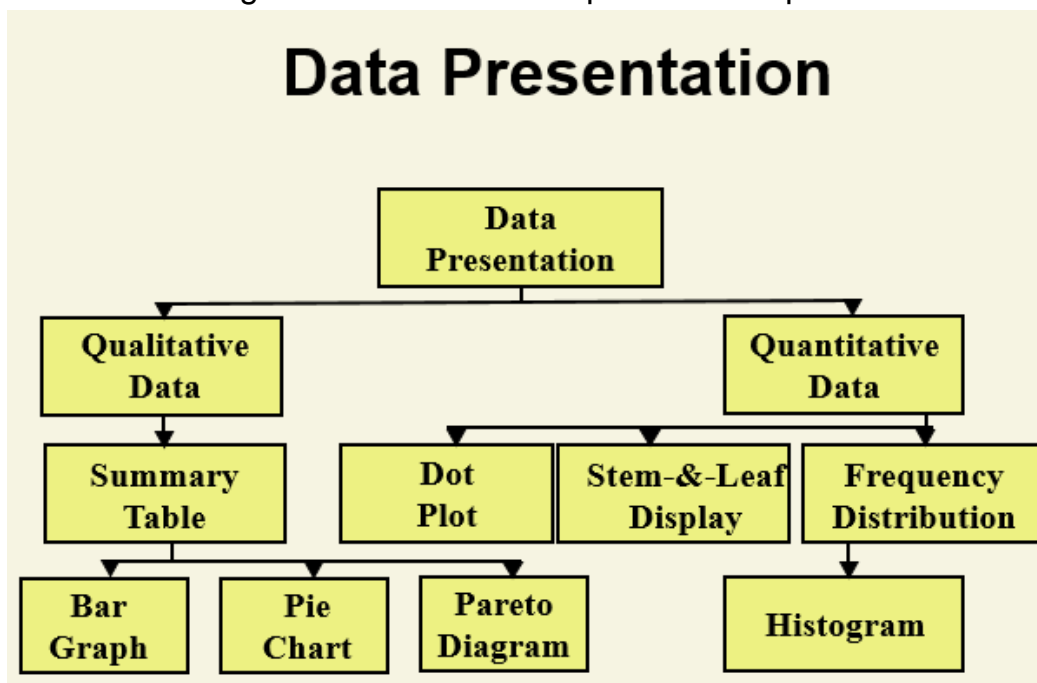 Data Presentation
Data
Presentation
Qualitative
Data
Quantitative
Data
Summary
Table
Dot
Plot
Stem-&-Leaf
Display
Frequency
Distribution
Bar
Graph
Pie
Chart
Pareto
Diagram
Histogram